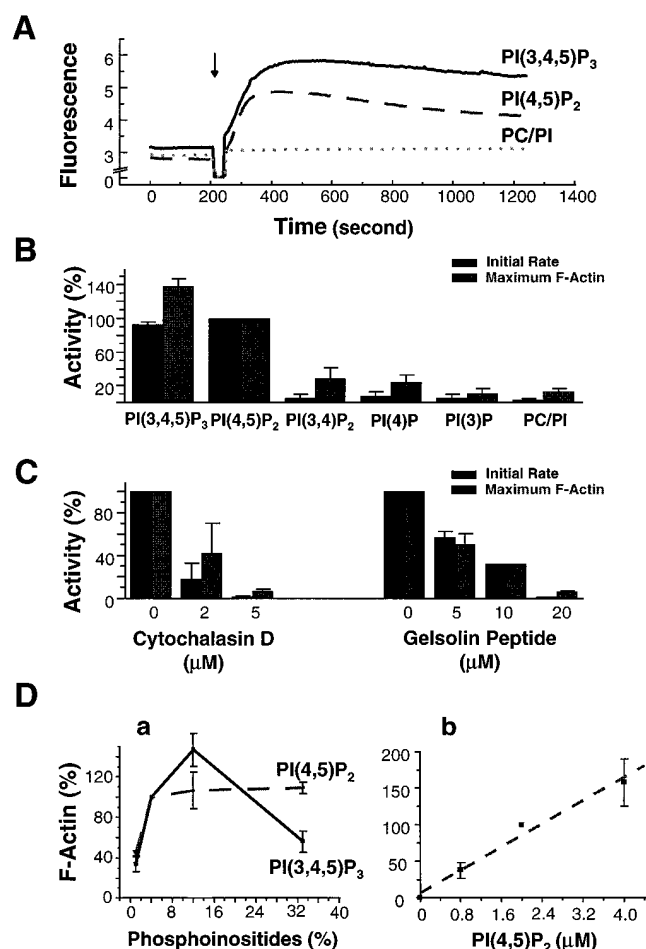 A
Fluorescence
6
5
4
3
0
PI(3,4,5)P3
PI(4,5)P2
PC/PI
0 200 400 600 800 1000 1200 1400
Time (second)
B
Initial Rate
Maximum F-Actin
Activity (%)
140
100
60
20
PI(3,4,5)P3 PI(4,5)P2 PI(3,4)P2 PI(4)P PI(3)P PC/PI
C
Initial Rate
Maximum F-Actin
Activity (%)
80
40
0
0 2 5 0 5 10 20
Cytochalasin D Gelsolin Peptide
(μM) (μM)
D
a b
F-Actin (%)
120
80
40
0
PI(4,5)P2
PI(3,4,5)P3
200
150
100
50
0
0 8 16 24 32 40
0 0.8 1.6 2.4 3.2 4.0
Phosphoinositides (%) PI(4,5)P2 (μM)